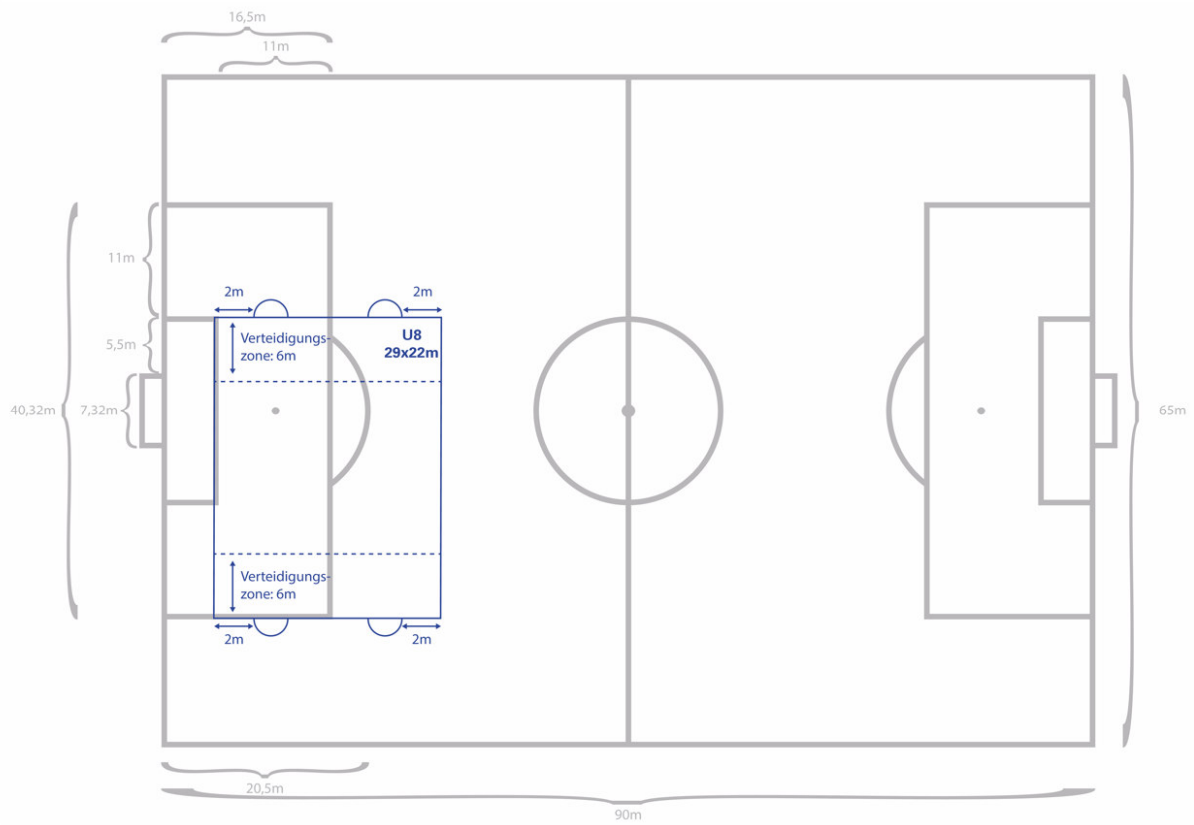 16,5m
11m
11m
2m
2m
Verteidigungs-
zone: 6m
U8
29x22m
5,5m
40,32m
7,32m
65m
Verteidigungs-
zone: 6m
2m
2m
20,5m
90m